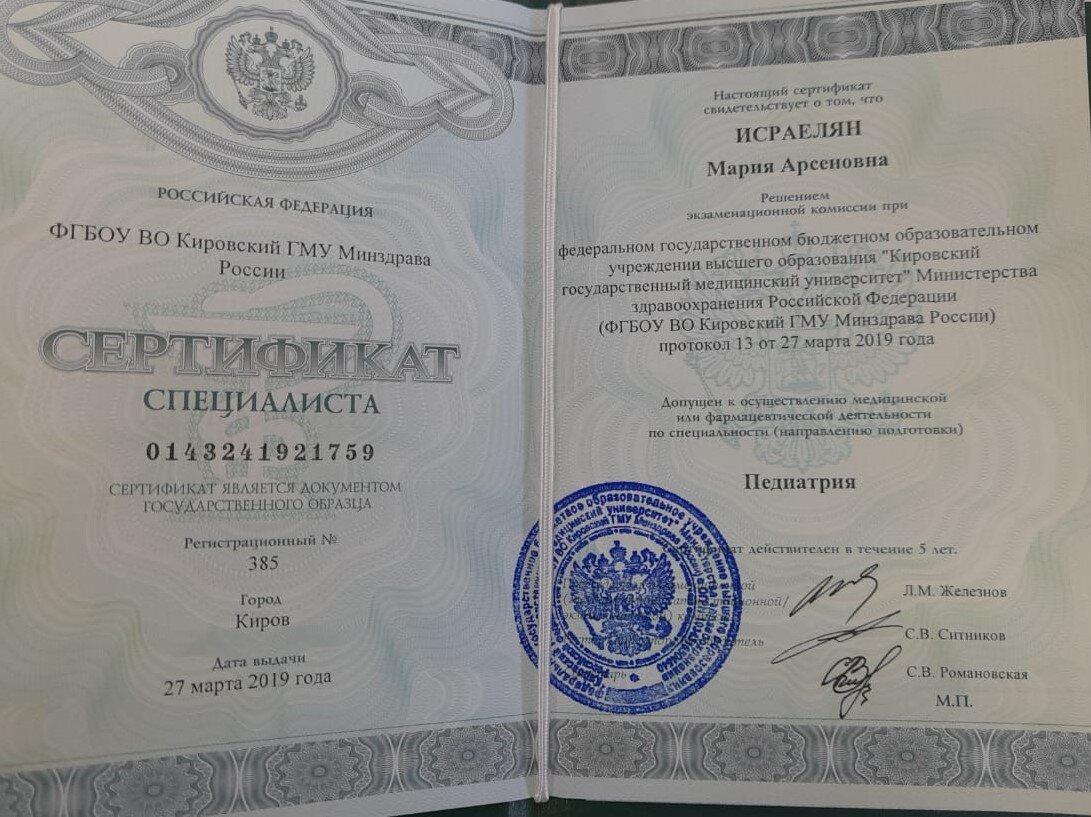 РОССИЙСКАЯ ФЕДЕРАЦИЯ
ФГБОУ ВО Кировский ГМУ Минздрава
России
СЕРТИФИКАТ
СПЕЦИАЛИСТА
0143241921759
СЕРТИФИКАТ ЯВЛЯЕТСЯ ДОКУМЕНТОМ
ГОСУДАРСТВЕННОГО ОБРАЗЦА
Регистрационный №
385
Город
Киров
Дата выдачи
27 марта 2019 года
Настоящий сертификат
свидетельствует о том, что
ИСРАЕЛЯН
Мария Арсеновна
Решением
экзаменационной комиссии при
федеральном государственном бюджетном образовательном
учреждении высшего образования "Кировский
государственный медицинский университет" Министерства
здравоохранения Российской Федерации
(ФГБОУ ВО Кировский ГМУ Минздрава России)
протокол 13 от 27 марта 2019 года
Допущен к осуществлению медицинской
или фармацевтической деятельности
по специальности (направлению подготовки)
Педиатрия
действителен в течение 5 лет.
Л.М. Железнов
С.В. Ситников
С.В. Романовская
М.П.